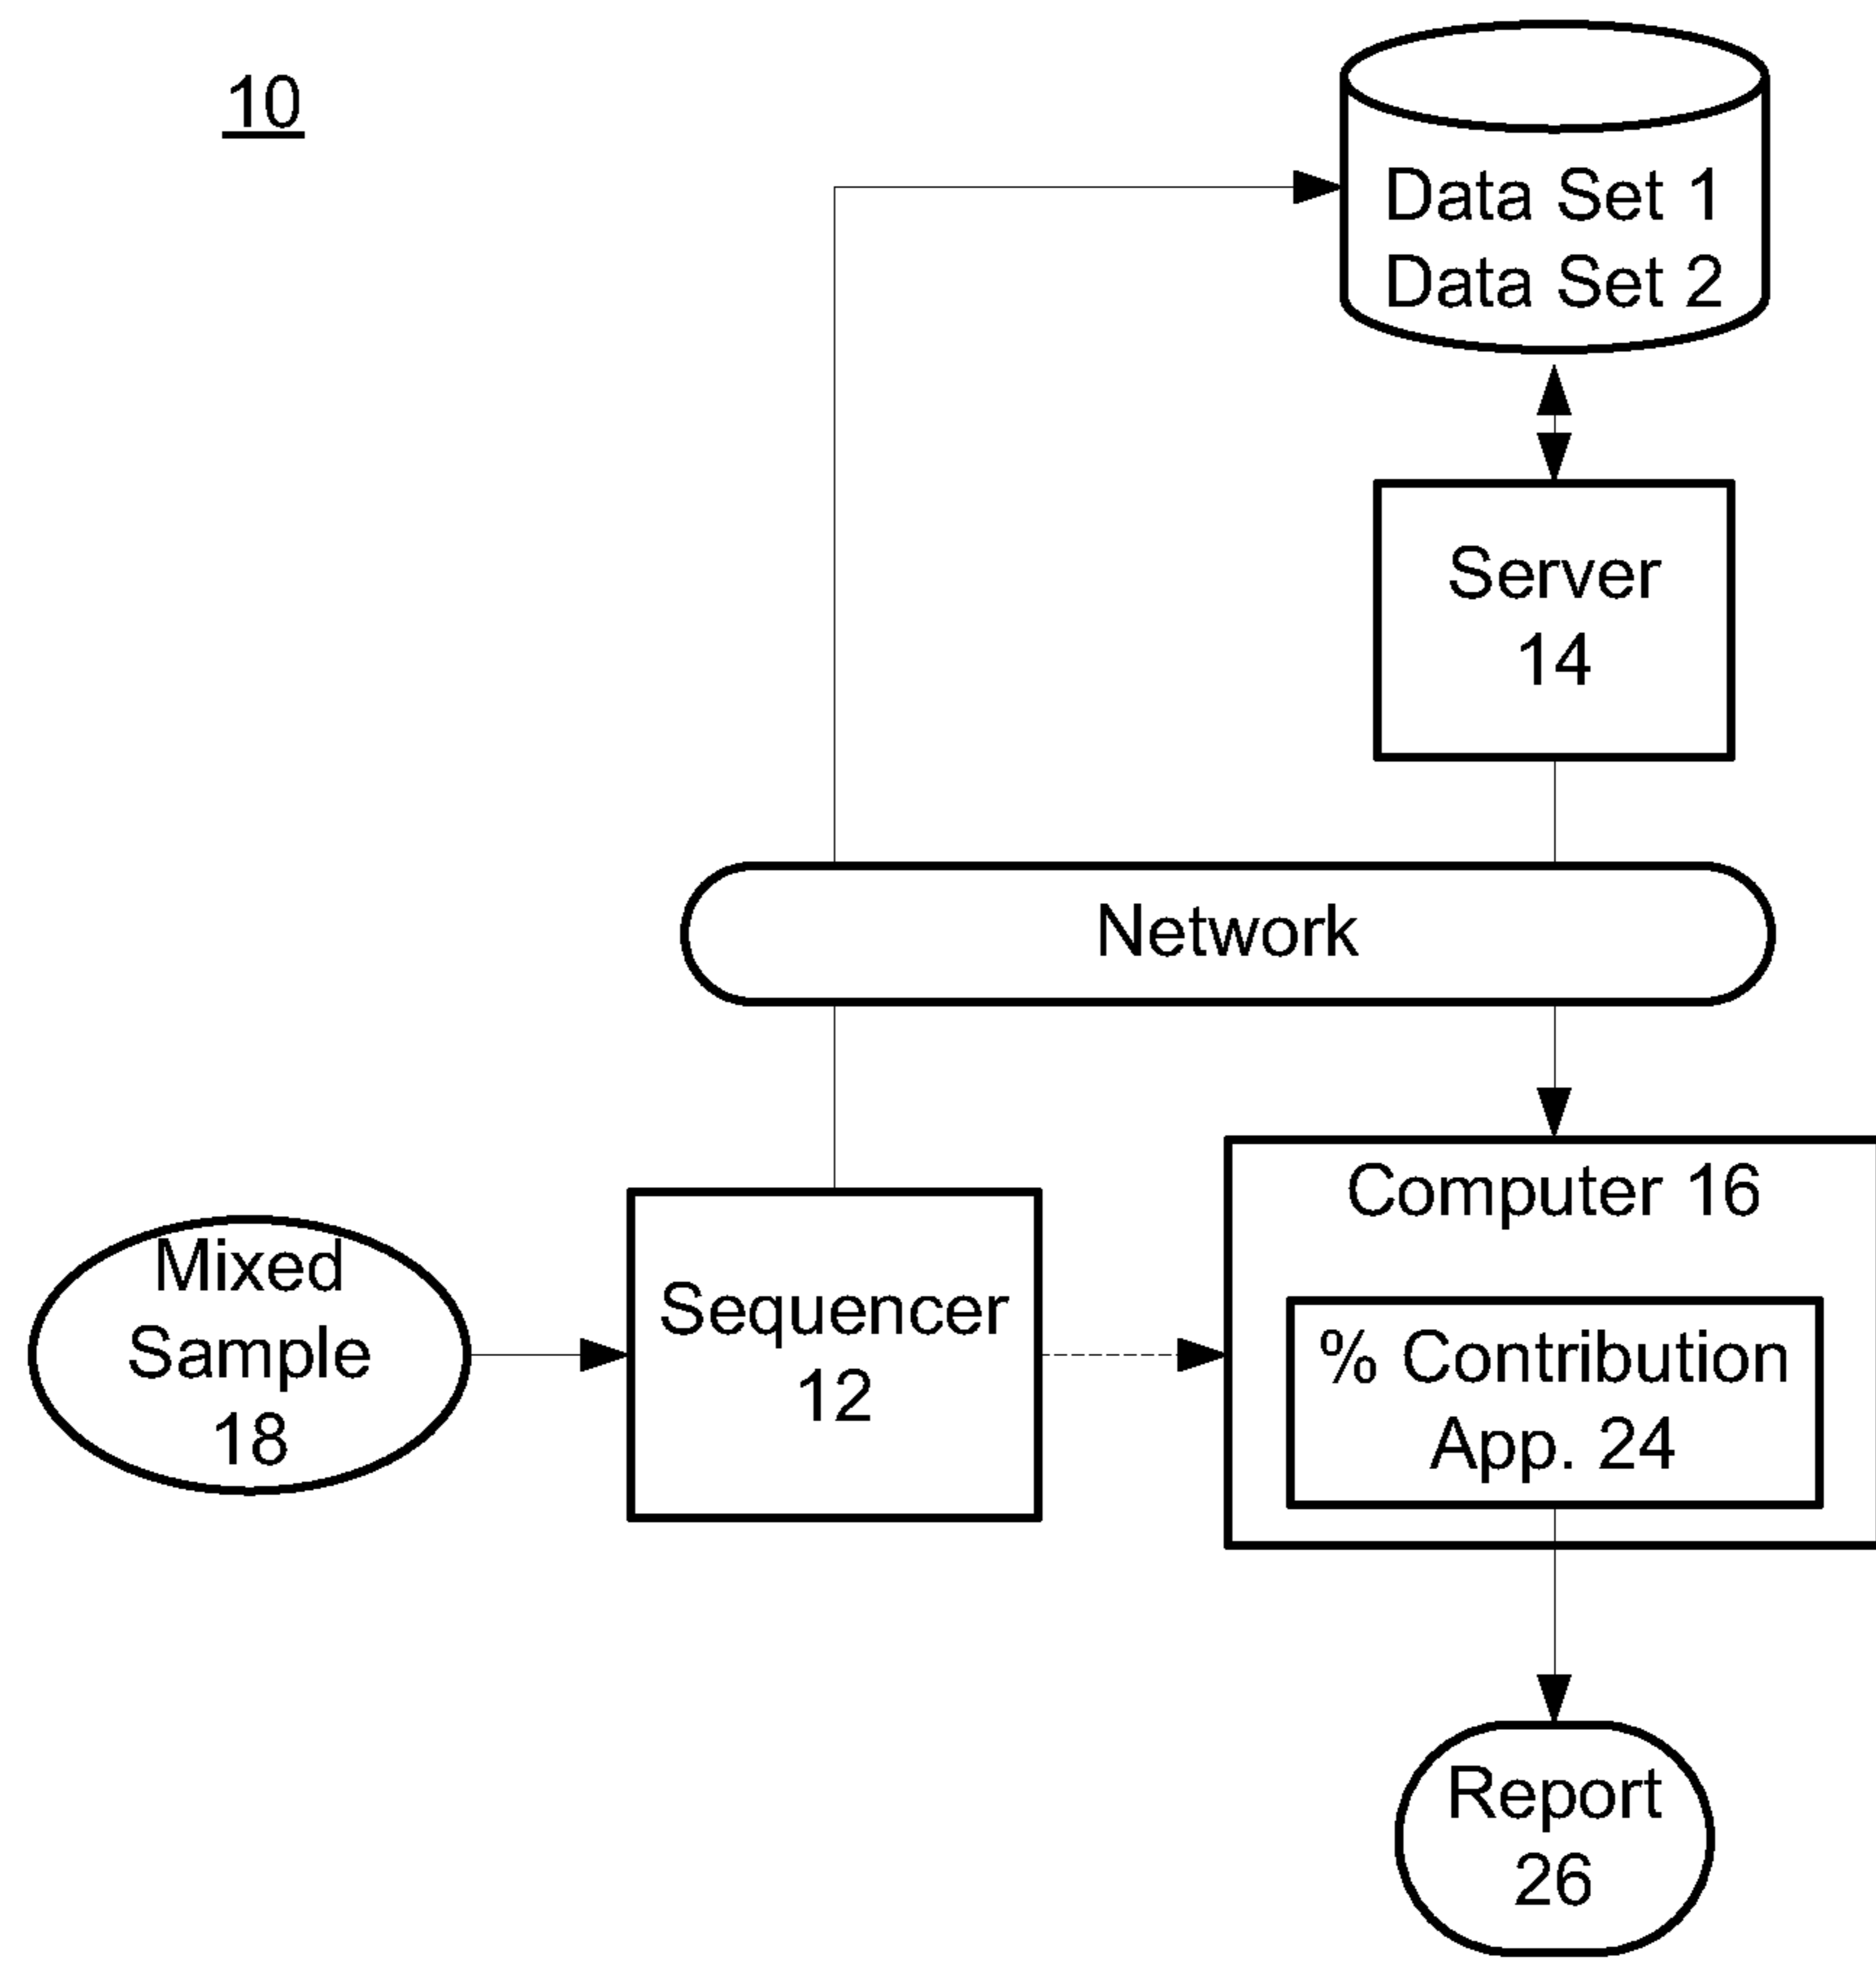 10
Data Set 1
Data Set 2
Server
14
Network
Computer 16
Mixed
Sample
18
Sequencer
12
% Contribution
App. 24
Report
26